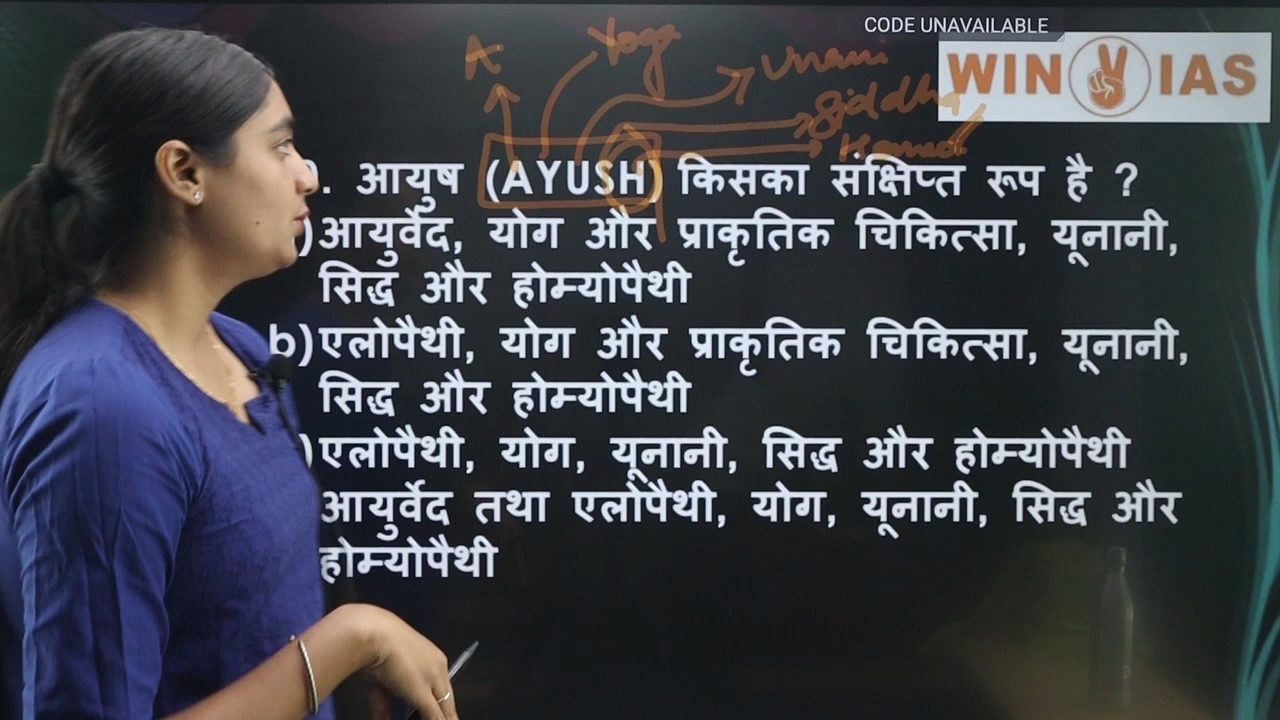 CODE UNAVAILABLE
WIN IAS
A
Yoga
Unani
Siddha
. आयुष (AYUSH) किसका संक्षिप्त रूप है ?
)आयुर्वेद, योग और प्राकृतिक चिकित्सा, यूनानी,
सिद्ध और होम्योपैथी
b)एलोपैथी, योग और प्राकृतिक चिकित्सा, यूनानी,
सिद्ध और होम्योपैथी
)एलोपैथी, योग, यूनानी, सिद्ध और होम्योपैथी
आयुर्वेद तथा एलोपैथी, योग, यूनानी, सिद्ध और
होम्योपैथी